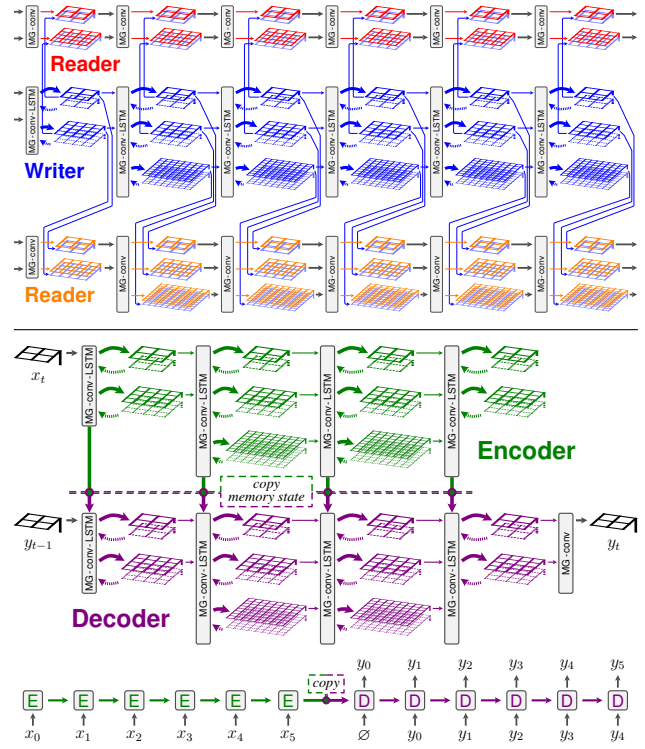 MG-conv MG-conv MG-conv MG-conv MG-conv MG-conv
Reader
MG-conv-LSTM MG-conv-LSTM MG-conv-LSTM MG-conv-LSTM MG-conv-LSTM MG-conv-LSTM
Writer
MG-conv MG-conv MG-conv MG-conv MG-conv MG-conv
Reader
x_t
MG-conv-LSTM MG-conv-LSTM MG-conv-LSTM MG-conv-LSTM
Encoder
copy
memory state
y_{t−1}
MG-conv-LSTM MG-conv-LSTM MG-conv-LSTM MG-conv-LSTM MG-conv
y_t
Decoder
y_0 y_1 y_2 y_3 y_4 y_5
copy
E E E E E E D D D D D D
x_0 x_1 x_2 x_3 x_4 x_5 ∅ y_0 y_1 y_2 y_3 y_4